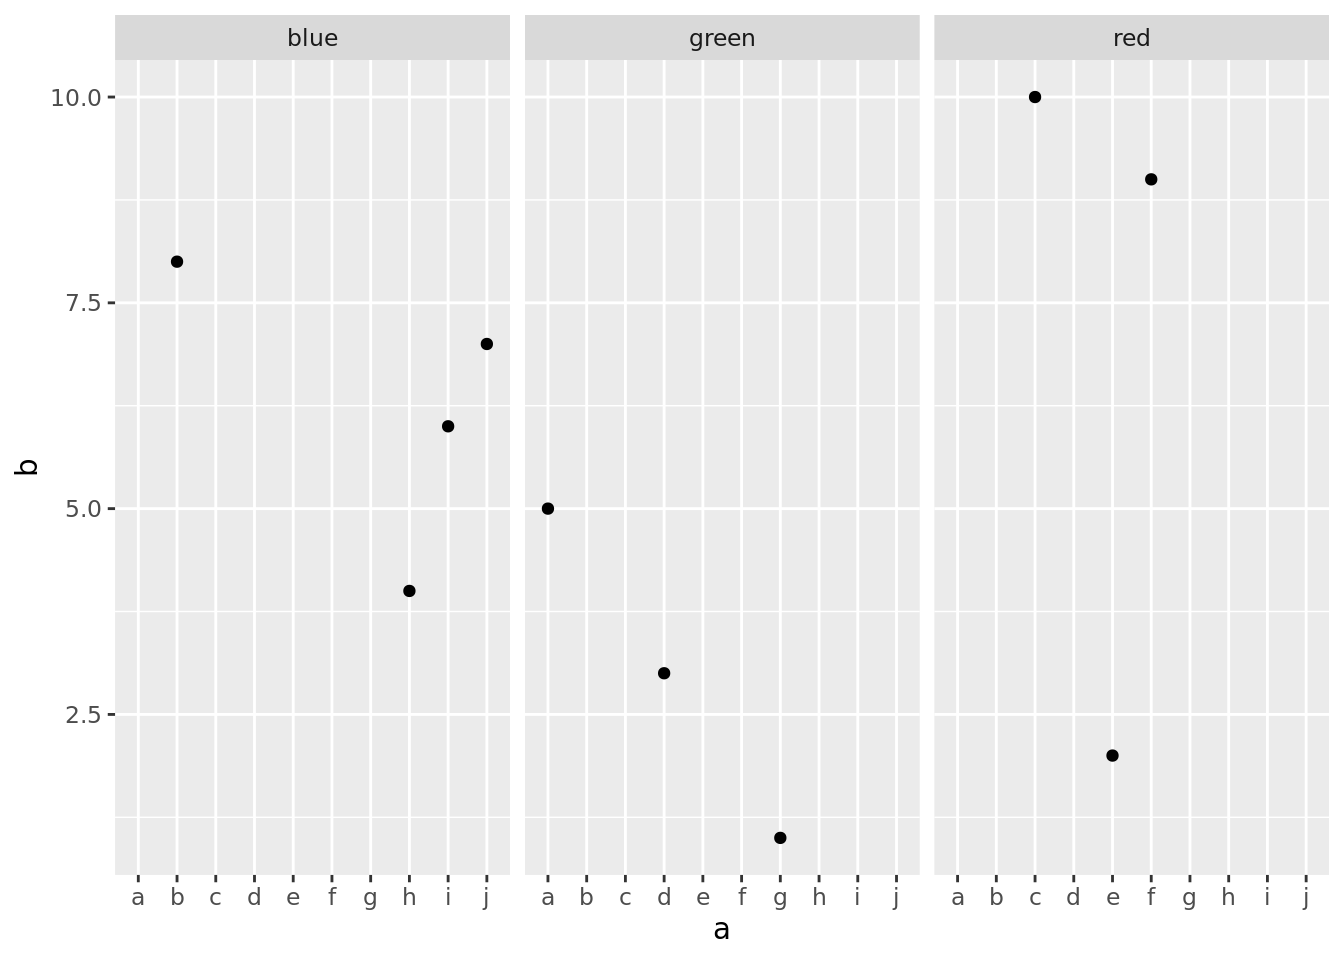 blue green red
10.0
7.5
5.0
2.5
b
a b c d e f g h i j a b c d e f g h i j a b c d e f g h i j
a